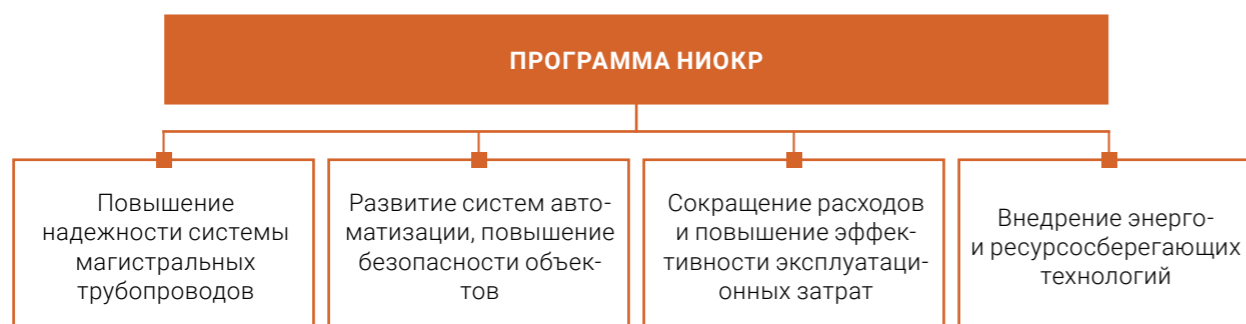 ПРОГРАММА НИОКР
Повышение
надежности системы
магистральных
трубопроводов
Развитие систем авто-
матизации, повышение
безопасности объек-
тов
Сокращение расходов
и повышение эффек-
тивности эксплуатаци-
онных затрат
Внедрение энерго-
и ресурсосберегающих
технологий